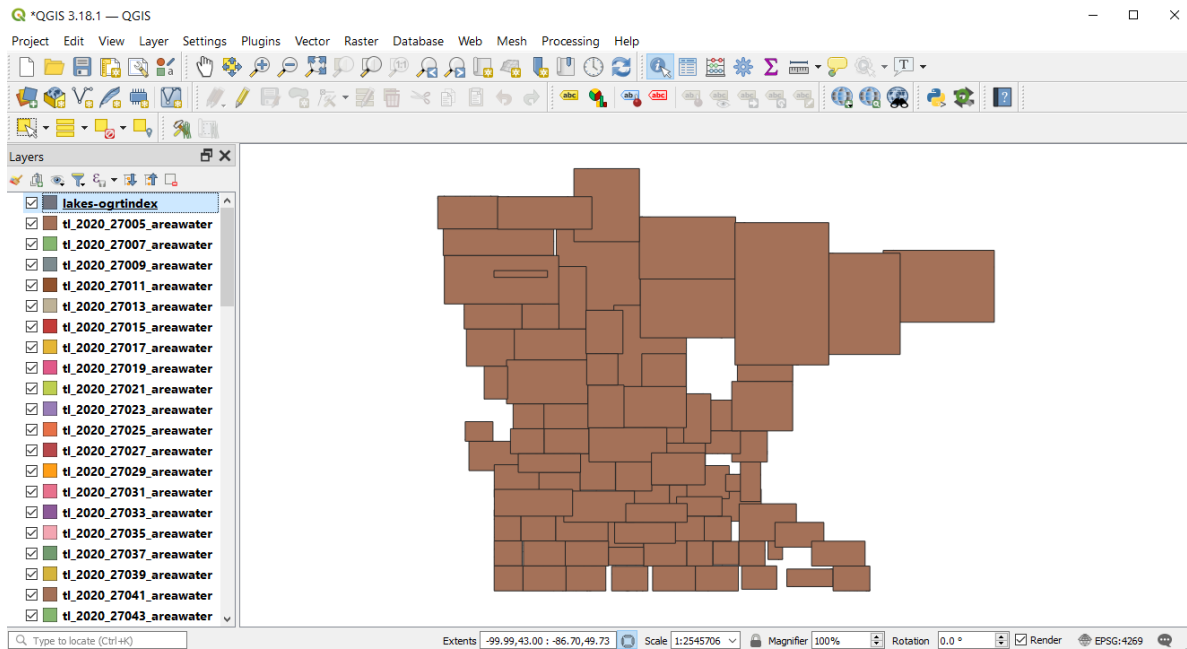 *QGIS 3.18.1 — QGIS
Project Edit View Layer Settings Plugins Vector Raster Database Web Mesh Processing Help
Layers
lakes-ogrtindex
tl_2020_27005_areawater
tl_2020_27007_areawater
tl_2020_27009_areawater
tl_2020_27011_areawater
tl_2020_27013_areawater
tl_2020_27015_areawater
tl_2020_27017_areawater
tl_2020_27019_areawater
tl_2020_27021_areawater
tl_2020_27023_areawater
tl_2020_27025_areawater
tl_2020_27027_areawater
tl_2020_27029_areawater
tl_2020_27031_areawater
tl_2020_27033_areawater
tl_2020_27035_areawater
tl_2020_27037_areawater
tl_2020_27039_areawater
tl_2020_27041_areawater
tl_2020_27043_areawater
Type to locate (Ctrl+K) Extents -99.99,43.00 : -86.70,49.73 Scale 1:2545706 Magnifier 100% Rotation 0.0 ° Render EPSG:4269